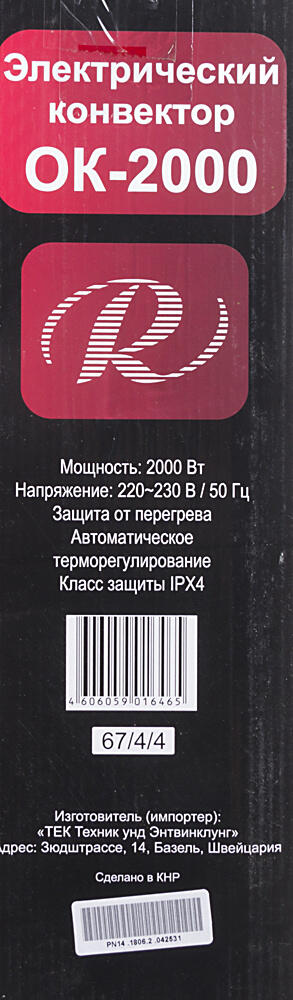 Электрический
конвектор
ОК-2000
R
Мощность: 2000 Вт
Напряжение: 220~230 В / 50 Гц
Защита от перегрева
Автоматическое
терморегулирование
Класс защиты IPX4
4 606059 016465
67/4/4
Изготовитель (импортер):
«ТЕК Техник унд Энтвинклунг»
Адрес: Зюдштрассе, 14, Базель, Швейцария
Сделано в КНР
PN14 .1806.2 .042531